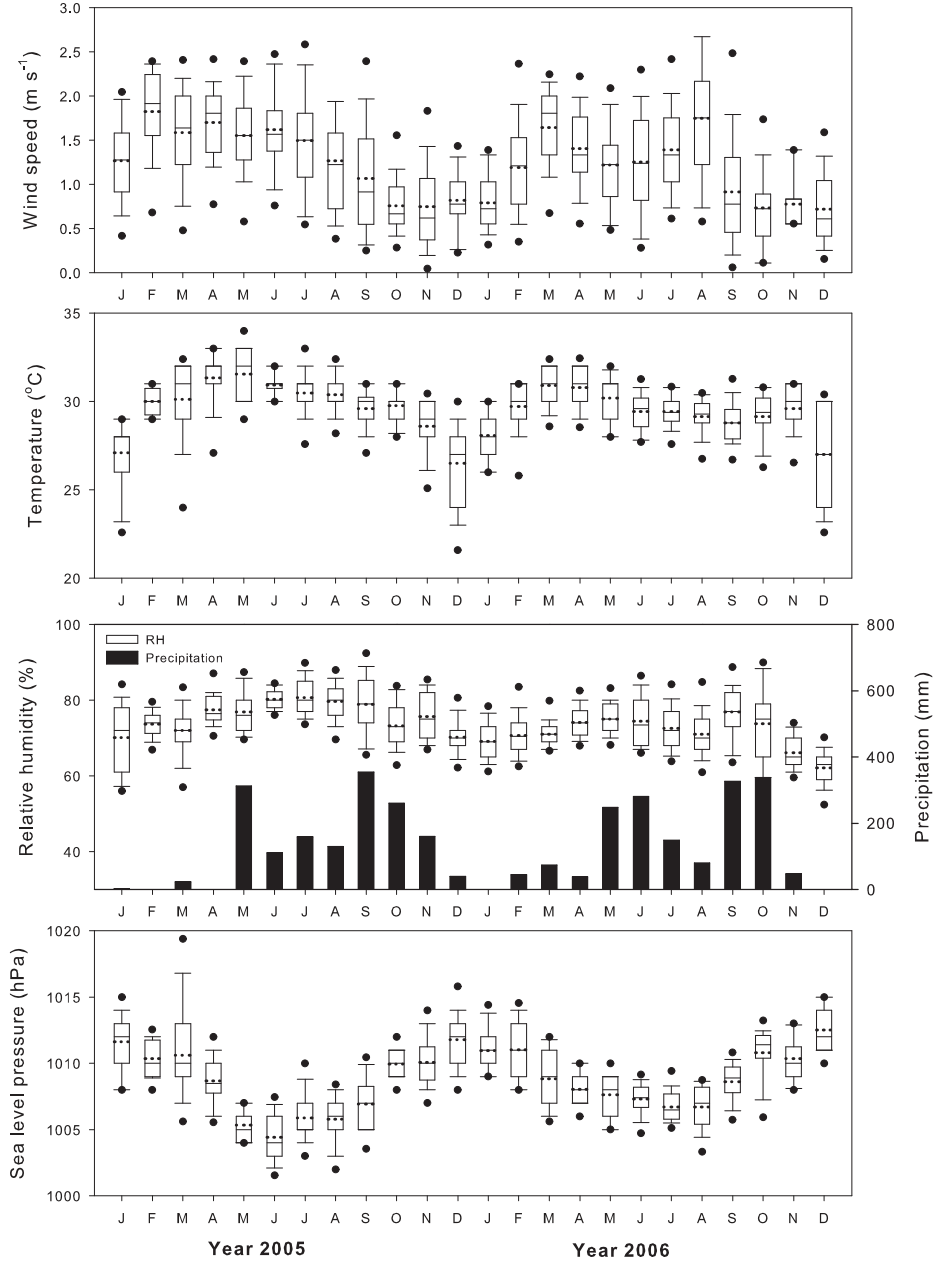 Wind speed (m s⁻¹)
3.0
2.5
2.0
1.5
1.0
0.5
0.0
J F M A M J J A S O N D J F M A M J J A S O N D
Temperature (°C)
35
30
25
20
J F M A M J J A S O N D J F M A M J J A S O N D
Relative humidity (%)
100
80
60
40
RH
Precipitation
800
600
400
200
0
Precipitation (mm)
J F M A M J J A S O N D J F M A M J J A S O N D
Sea level pressure (hPa)
1020
1015
1010
1005
1000
J F M A M J J A S O N D J F M A M J J A S O N D
Year 2005 Year 2006